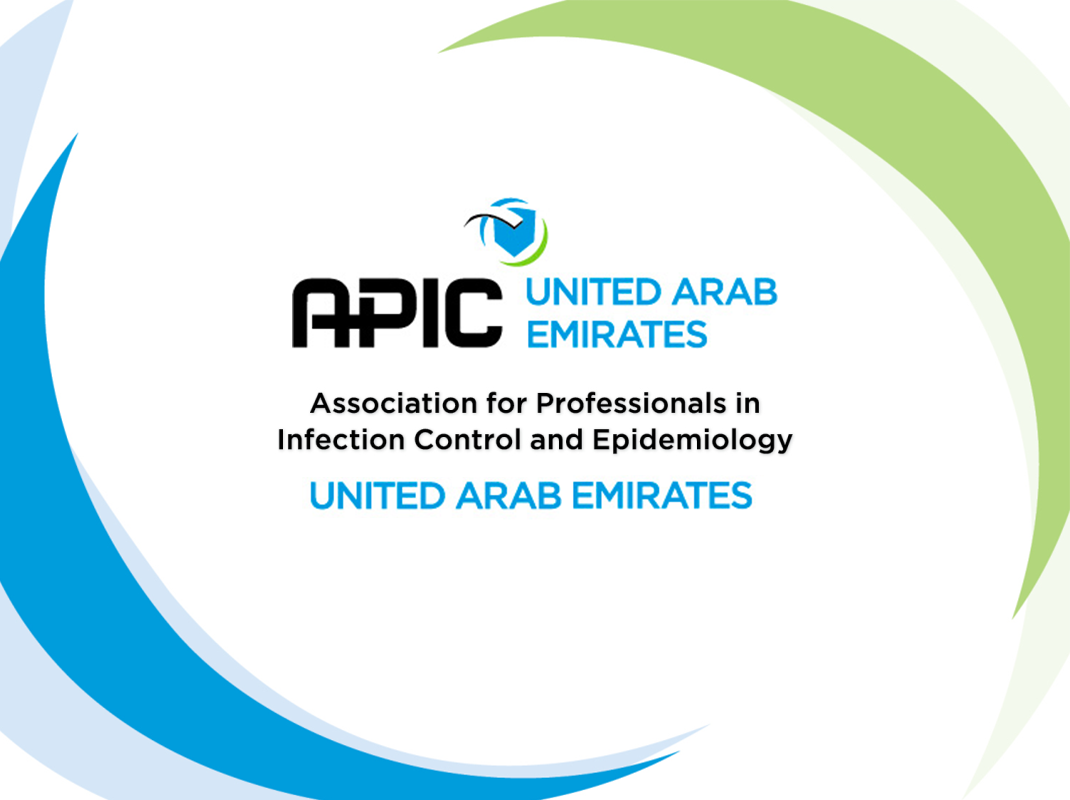 APIC UNITED ARAB
EMIRATES
Association for Professionals in
Infection Control and Epidemiology
UNITED ARAB EMIRATES